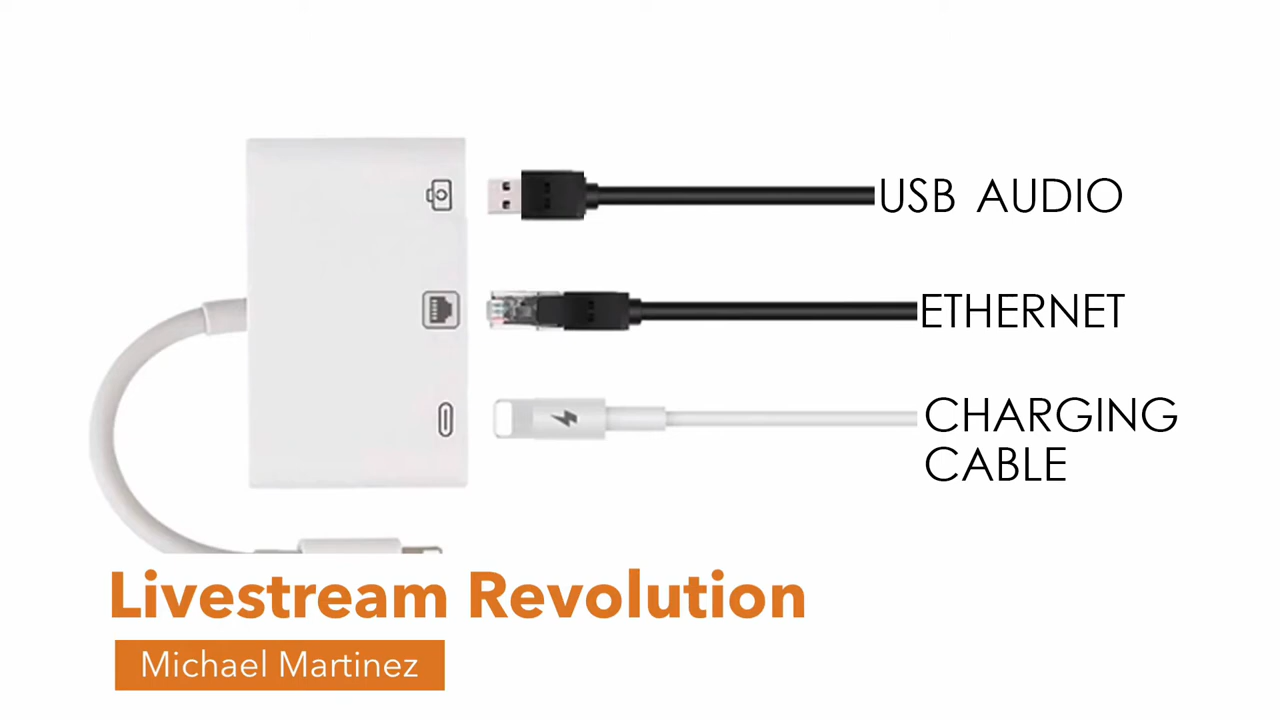 USB AUDIO
ETHERNET
CHARGING
CABLE
Livestream Revolution
Michael Martinez